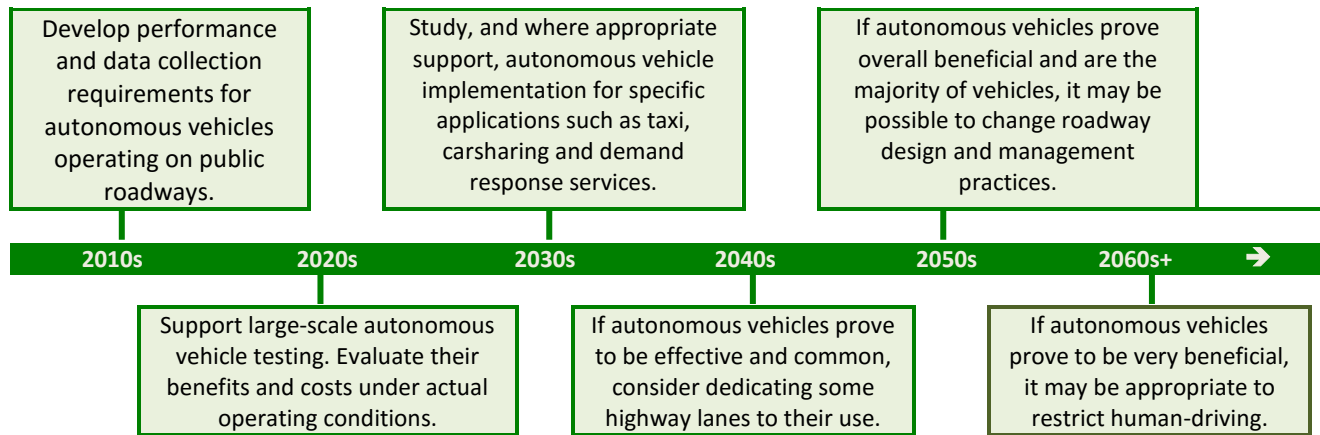 Develop performance
and data collection
requirements for
autonomous vehicles
operating on public
roadways.
Study, and where appropriate
support, autonomous vehicle
implementation for specific
applications such as taxi,
carsharing and demand
response services.
If autonomous vehicles prove
overall beneficial and are the
majority of vehicles, it may be
possible to change roadway
design and management
practices.
2010s 2020s 2030s 2040s 2050s 2060s+ ➔
Support large-scale autonomous
vehicle testing. Evaluate their
benefits and costs under actual
operating conditions.
If autonomous vehicles prove
to be effective and common,
consider dedicating some
highway lanes to their use.
If autonomous vehicles
prove to be very beneficial,
it may be appropriate to
restrict human-driving.